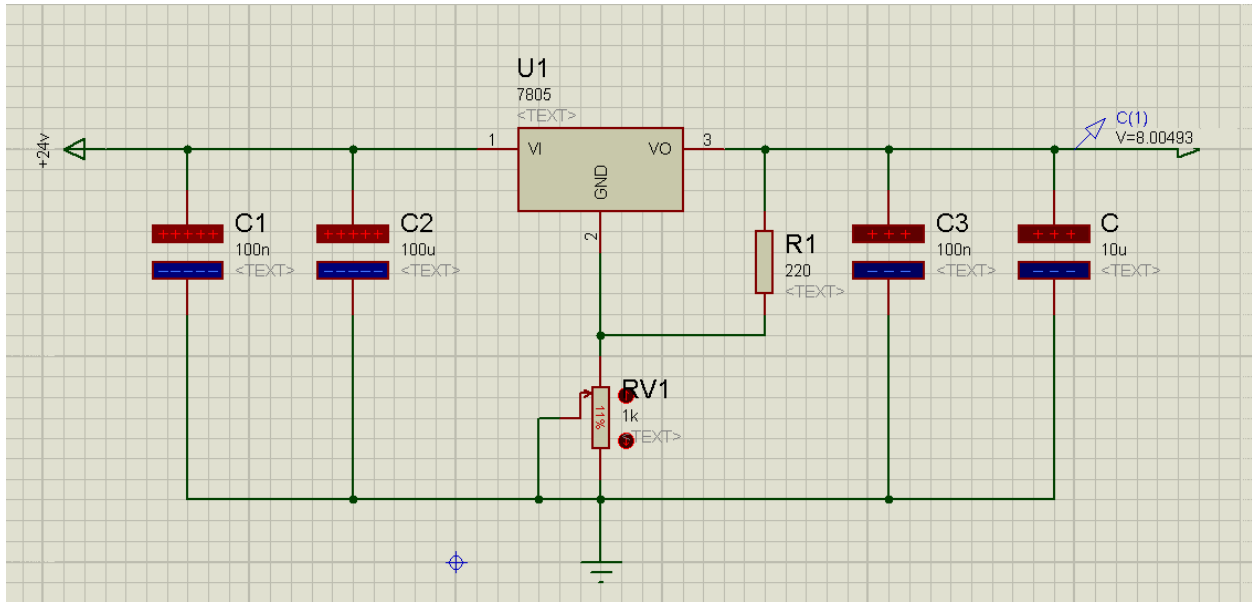 U1
7805
<TEXT>
+24v
1
VI
VO
3
GND
2
C(1)
V=8.00493
C1
100n
<TEXT>
C2
100u
<TEXT>
R1
220
<TEXT>
C3
100n
<TEXT>
C
10u
<TEXT>
RV1
1k
<TEXT>
11%